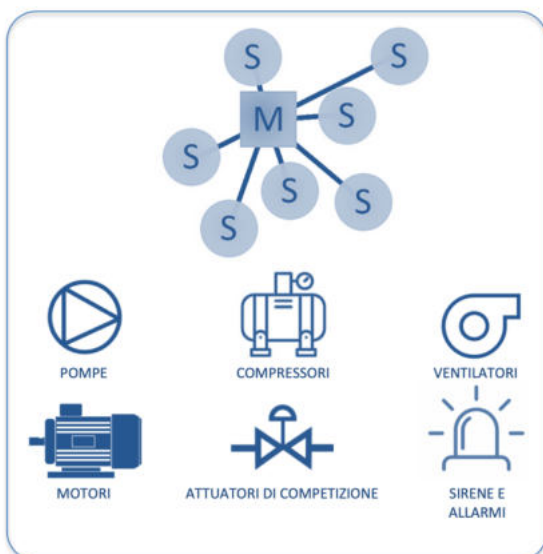 S
S
M
S
S
S
S
S
POMPE
COMPRESSORI
VENTILATORI
MOTORI
ATTUATORI DI COMPETIZIONE
SIRENE E
ALLARMI